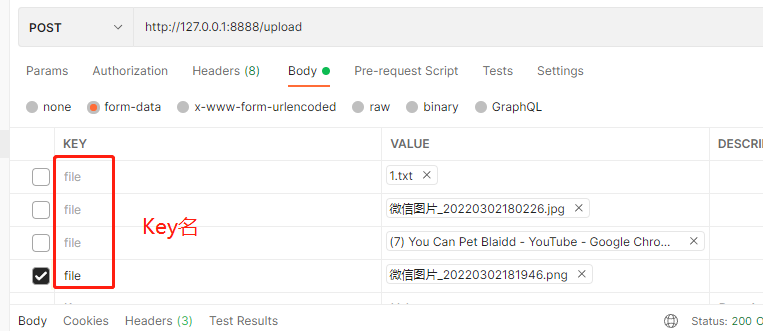 POST http://127.0.0.1:8888/upload
Params Authorization Headers (8) Body Pre-request Script Tests Settings
none form-data x-www-form-urlencoded raw binary GraphQL
KEY VALUE DESCRI
file 1.txt
file 微信图片_20220302180226.jpg
Key名
file (7) You Can Pet Blaidd - YouTube - Google Chro...
file 微信图片_20220302181946.png
Body Cookies Headers (3) Test Results Status: 200 O